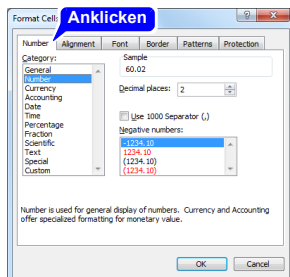 Format Cell
Anklicken
Number Alignment Font Border Patterns Protection
Category:
General
Number
Currency
Accounting
Date
Time
Percentage
Fraction
Scientific
Text
Special
Custom
Sample
60.02
Decimal places: 2
Use 1000 Separator (,)
Negative numbers:
-1234.10
1234.10
(1234.10)
(1234.10)
Number is used for general display of numbers. Currency and Accounting
offer specialized formatting for monetary value.
OK Cancel